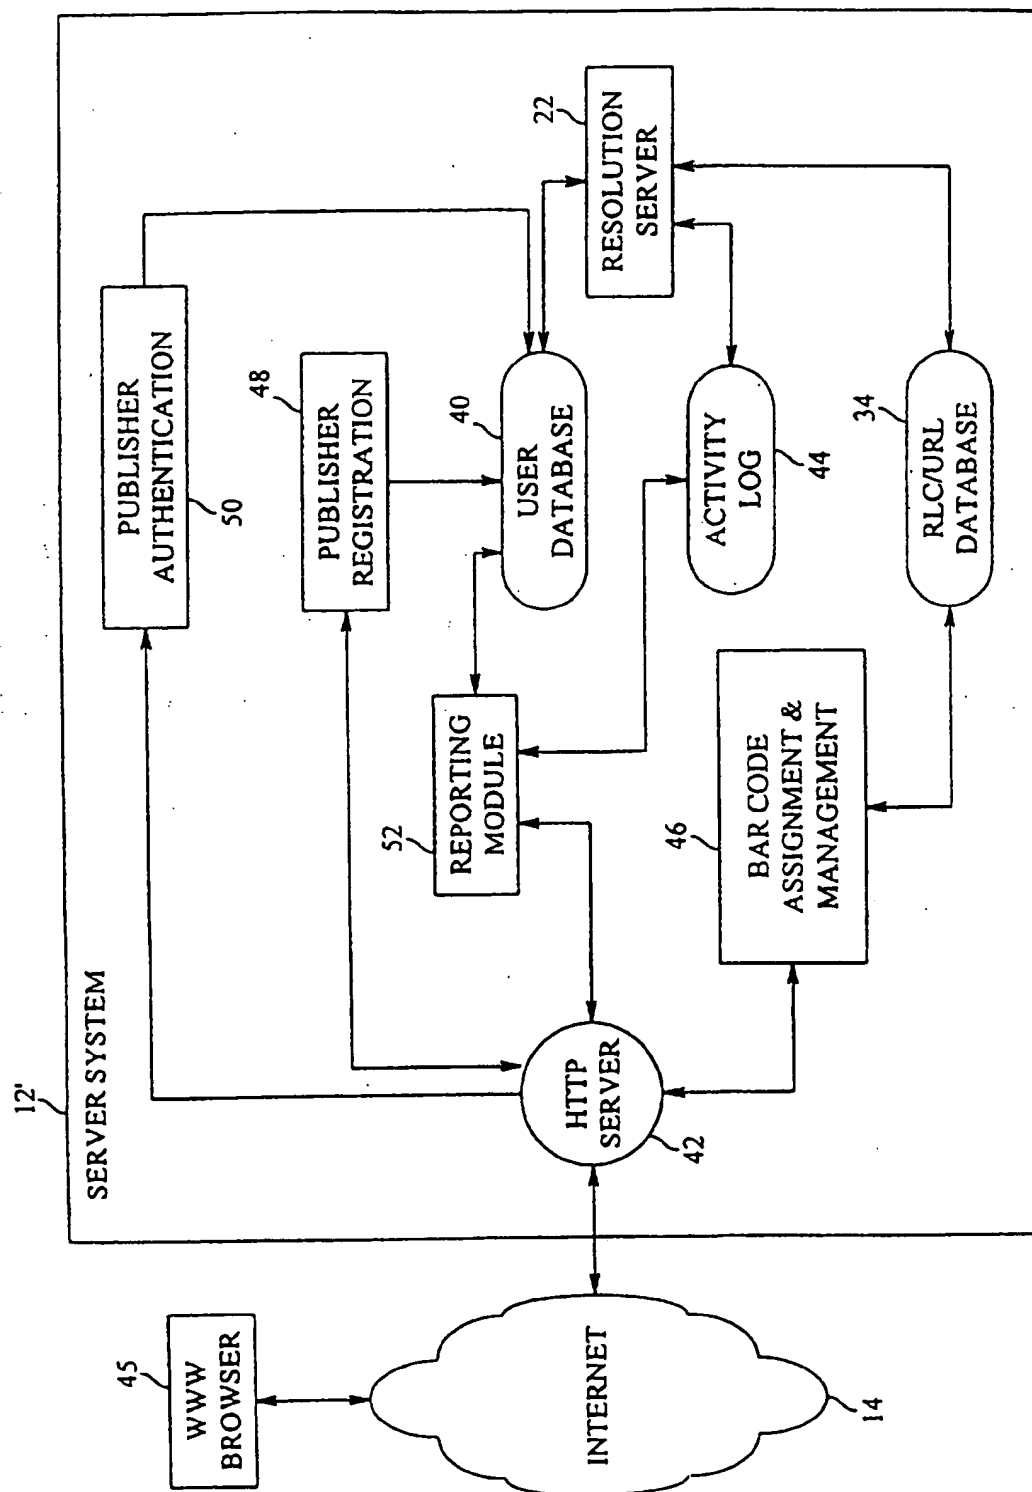 12'
SERVER SYSTEM
PUBLISHER
AUTHENTICATION
50
48
PUBLISHER
REGISTRATION
22
RESOLUTION
SERVER
40
USER
DATABASE
52
REPORTING
MODULE
ACTIVITY
LOG
44
34
RLC/URL
DATABASE
46
BAR CODE
ASSIGNMENT &
MANAGEMENT
HTTP
SERVER
42
45
WWW
BROWSER
INTERNET
14